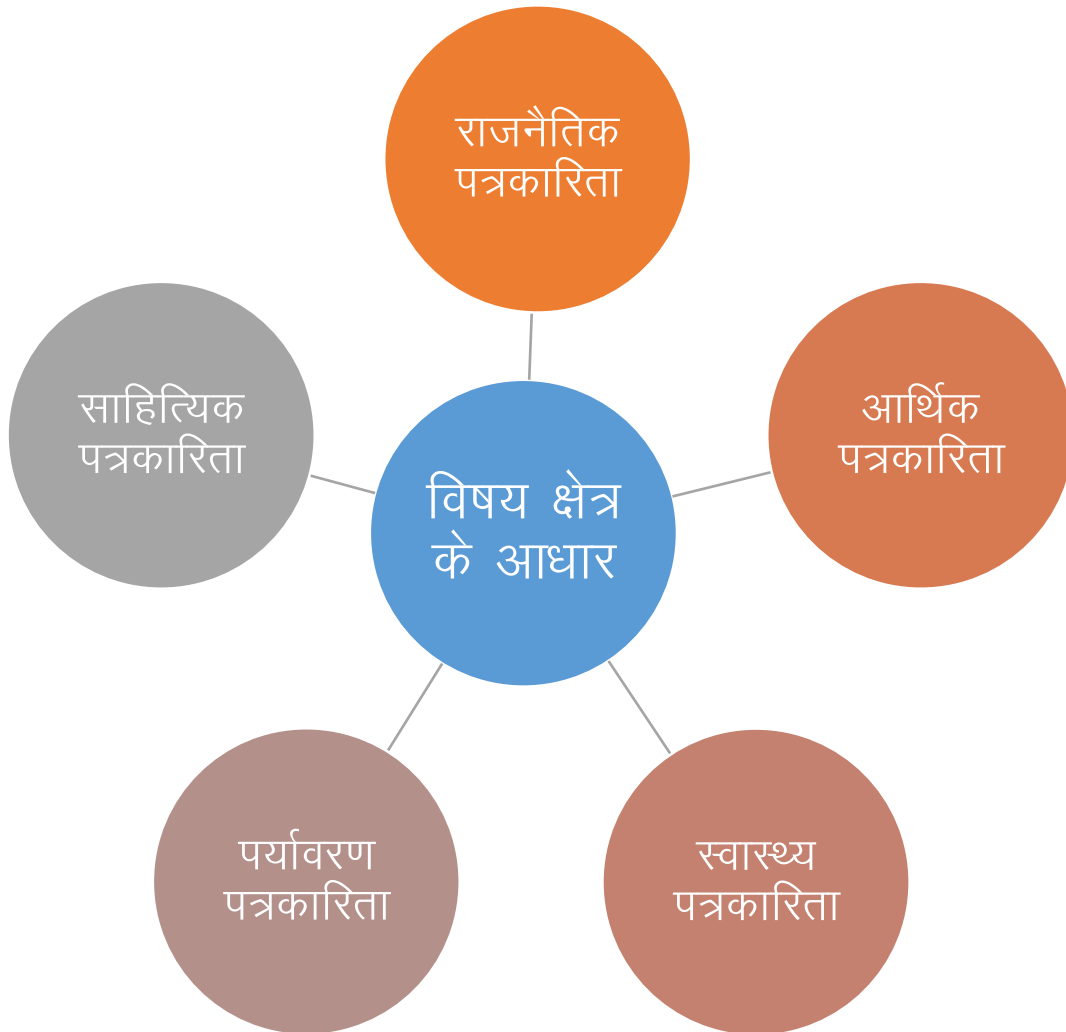 राजनैतिक
पत्रकारिता
साहित्यिक
पत्रकारिता
आर्थिक
पत्रकारिता
विषय क्षेत्र
के आधार
पर्यावरण
पत्रकारिता
स्वास्थ्य
पत्रकारिता